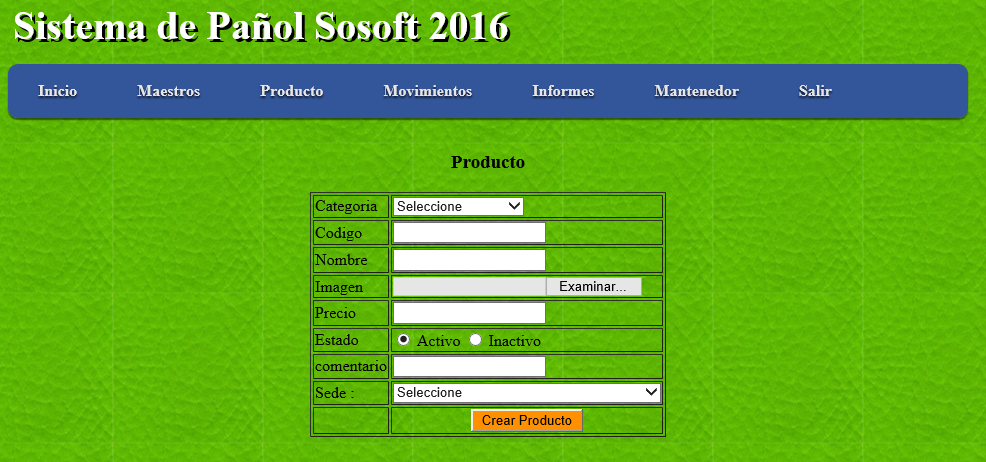 Sistema de Pañol Sosoft 2016
Inicio Maestros Producto Movimientos Informes Mantenedor Salir
Producto
Categoria Seleccione
Codigo
Nombre
Imagen Examinar...
Precio
Estado Activo Inactivo
comentario
Sede : Seleccione
Crear Producto